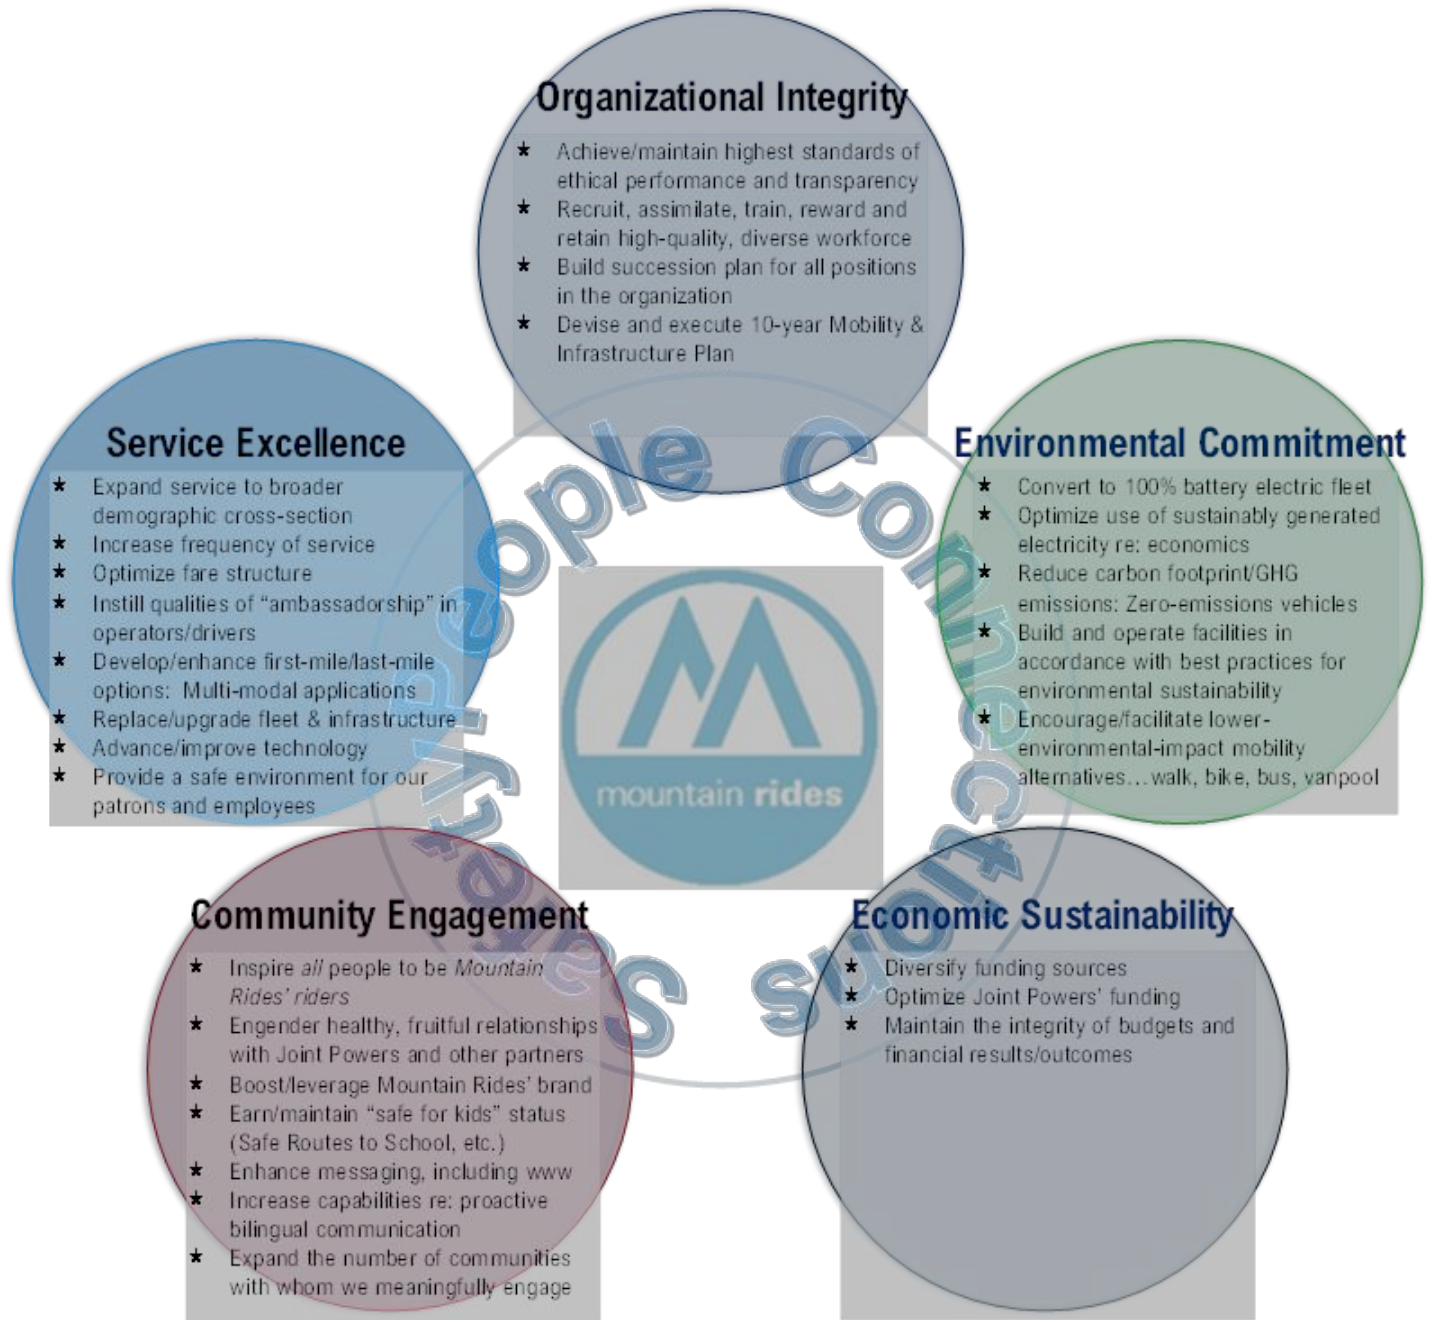 Organizational Integrity
* Achieve/maintain highest standards of
ethical performance and transparency
* Recruit, assimilate, train, reward and
retain high-quality, diverse workforce
* Build succession plan for all positions
in the organization
* Devise and execute 10-year Mobility &
Infrastructure Plan
Service Excellence
* Expand service to broader
demographic cross-section
* Increase frequency of service
* Optimize fare structure
* Instill qualities of “ambassadorship” in
operators/drivers
* Develop/enhance first-mile/last-mile
options: Multi-modal applications
* Replace/upgrade fleet & infrastructure
* Advance/improve technology
* Provide a safe environment for our
patrons and employees
Environmental Commitment
* Convert to 100% battery electric fleet
* Optimize use of sustainably generated
electricity re: economics
* Reduce carbon footprint/GHG
emissions: Zero-emissions vehicles
* Build and operate facilities in
accordance with best practices for
environmental sustainability
* Encourage/facilitate lower-
environmental-impact mobility
alternatives...walk, bike, bus, vanpool
Safety People Connections
mountain rides
Community Engagement
* Inspire all people to be Mountain
Rides’ riders
* Engender healthy, fruitful relationships
with Joint Powers and other partners
* Boost/leverage Mountain Rides’ brand
* Earn/maintain “safe for kids” status
(Safe Routes to School, etc.)
* Enhance messaging, including www
* Increase capabilities re: proactive
bilingual communication
* Expand the number of communities
with whom we meaningfully engage
Economic Sustainability
* Diversify funding sources
* Optimize Joint Powers’ funding
* Maintain the integrity of budgets and
financial results/outcomes